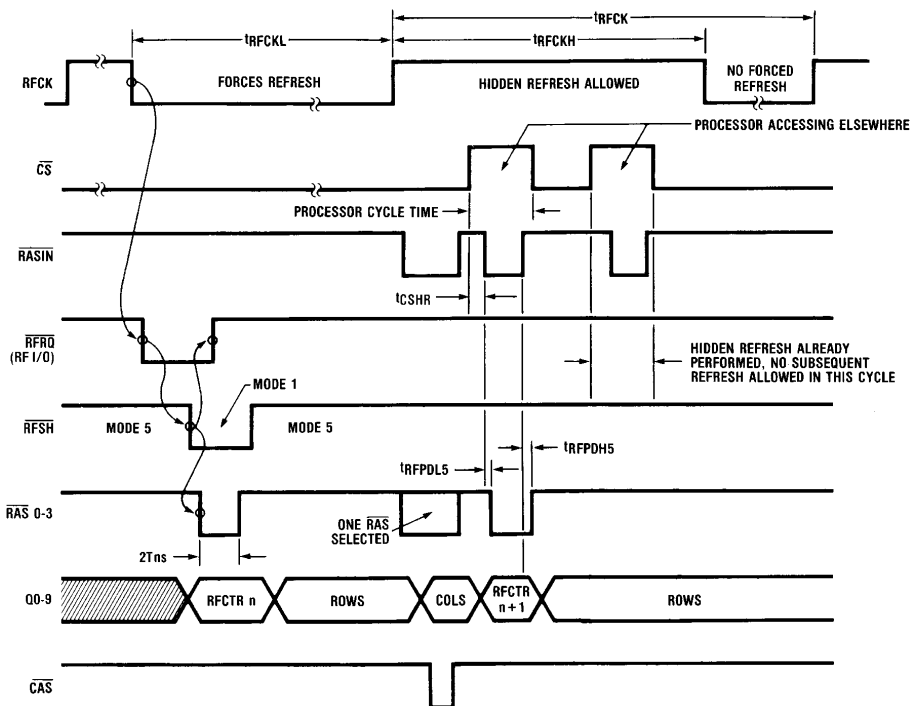 tRFCK
tRFCKL
tRFCKH
RFCK
FORCES REFRESH
HIDDEN REFRESH ALLOWED
NO FORCED
REFRESH
PROCESSOR ACCESSING ELSEWHERE
CS
PROCESSOR CYCLE TIME
RASIN
tCSHR
RFRQ
(RF I/O)
HIDDEN REFRESH ALREADY
PERFORMED, NO SUBSEQUENT
REFRESH ALLOWED IN THIS CYCLE
MODE 1
RFSH
MODE 5
MODE 5
tRFPDL5
tRFPDH5
RAS 0-3
ONE RAS
SELECTED
2Tns
Q0-9
RFCTR n
ROWS
COLS
RFCTR
n+1
ROWS
CAS